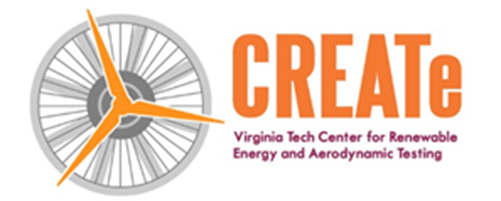 CREATe
Virginia Tech Center for Renewable
Energy and Aerodynamic Testing